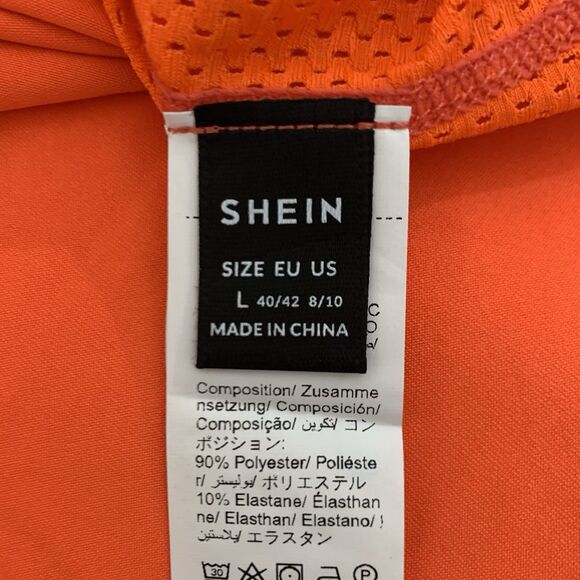 SHEIN
SIZE EU US
L 40/42 8/10
MADE IN CHINA
C
O
Composition/ Zusamme
nsetzung/ Composición/
Composição/ تكوين/ コン
ポジション:
90% Polyester/ Poliéste
r/ بوليستر/ ポリエステル
10% Elastane/ Élasthan
ne/ Elasthan/ Elastano/
إيلاستين/ エラスタン
30
P